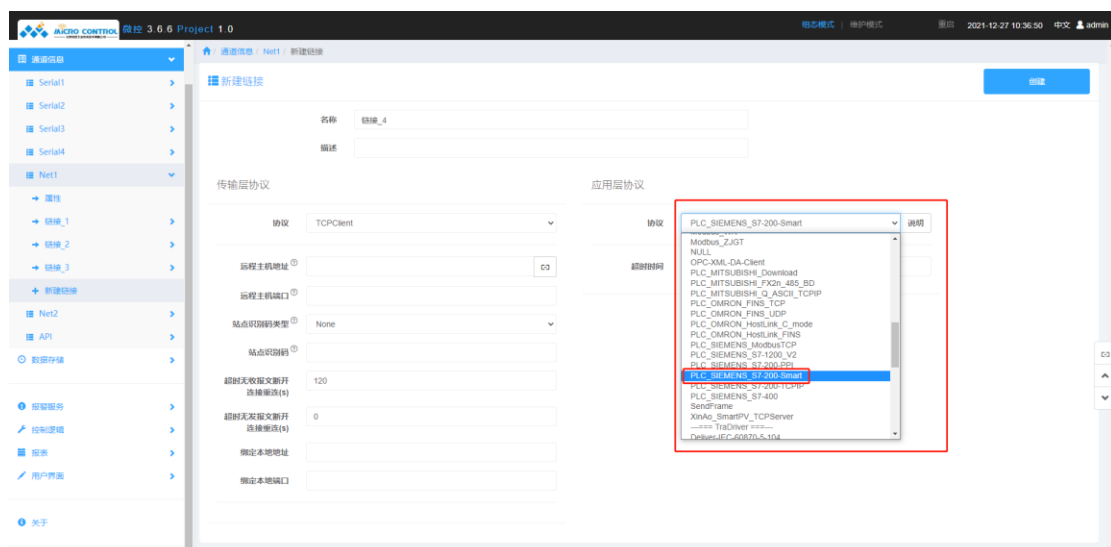 MiCRO CONTROL 微控 3.6.6 Project 1.0
组态模式 | 维护模式 重启 2021-12-27 10:36:50 中文 admin
通道信息
Serial1
Serial2
Serial3
Serial4
Net1
属性
链接_1
链接_2
链接_3
新建链接
Net2
API
数据存储
报警服务
控制逻辑
报表
用户界面
关于
/ 通道信息 / Net1 / 新建链接
新建链接
创建
名称 链接_4
描述
传输层协议
协议 TCPClient
远程主机地址
远程主机端口
站点识别码类型 None
站点识别码
超时无收报文断开
连接重连(s) 120
超时无发报文断开
连接重连(s) 0
绑定本地地址
绑定本地端口
应用层协议
协议 PLC_SIEMENS_S7-200-Smart 说明
超时时间
Modbus_ZJGT
NULL
OPC-XML-DA-Client
PLC_MITSUBISHI_Download
PLC_MITSUBISHI_FX2n_485_BD
PLC_MITSUBISHI_Q_ASCII_TCPIP
PLC_OMRON_FINS_TCP
PLC_OMRON_FINS_UDP
PLC_OMRON_HostLink_C_mode
PLC_OMRON_HostLink_FINS
PLC_SIEMENS_ModbusTCP
PLC_SIEMENS_S7-1200_V2
PLC_SIEMENS_S7-200-PPI
PLC_SIEMENS_S7-200-Smart
PLC_SIEMENS_S7-200-TCPIP
PLC_SIEMENS_S7-400
SendFrame
XinAo_SmartPV_TCPServer
---=== TraDriver ===---
Deliver-IEC-60870-5-104